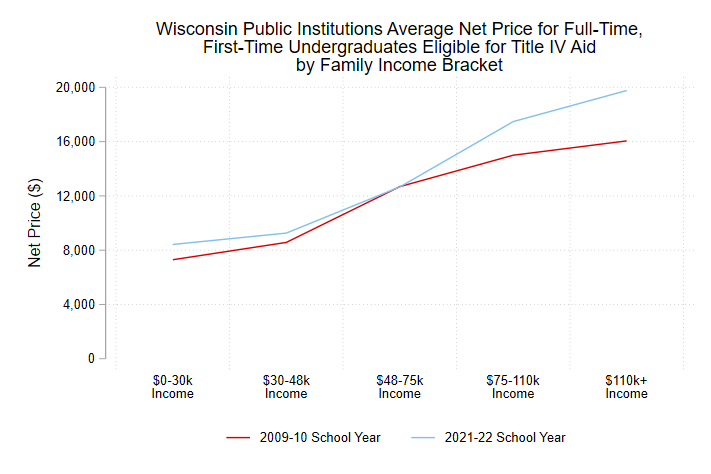 Wisconsin Public Institutions Average Net Price for Full-Time,
First-Time Undergraduates Eligible for Title IV Aid
by Family Income Bracket
Net Price ($)
20,000
16,000
12,000
8,000
4,000
0
$0-30k
Income
$30-48k
Income
$48-75k
Income
$75-110k
Income
$110k+
Income
2009-10 School Year
2021-22 School Year